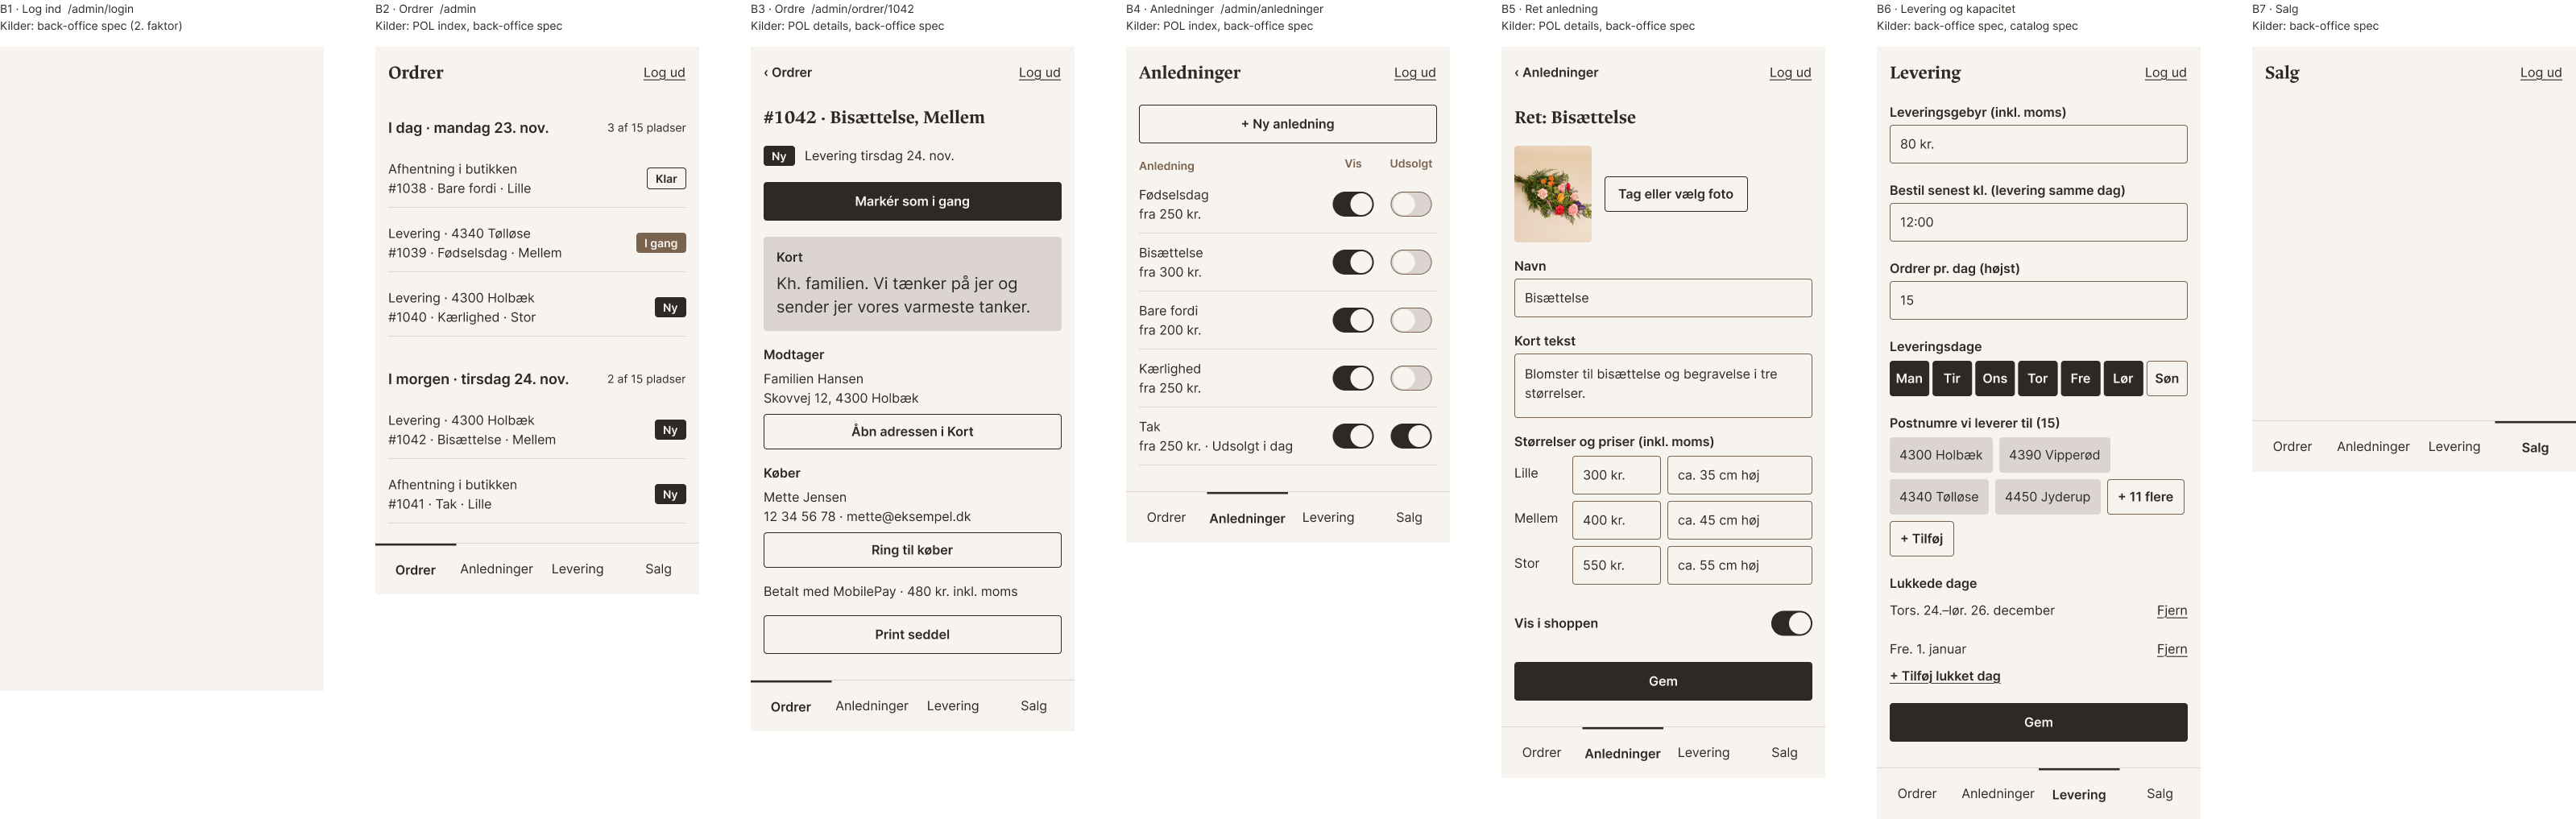 B1 · Log ind /admin/login
Kilder: back-office spec (2. faktor)
B2 · Ordrer /admin
Kilder: POL index, back-office spec
Ordrer
Log ud
I dag · mandag 23. nov.
3 af 15 pladser
Afhentning i butikken
#1038 · Bare fordi · Lille
Klar
Levering · 4340 Tølløse
#1039 · Fødselsdag · Mellem
I gang
Levering · 4300 Holbæk
#1040 · Kærlighed · Stor
Ny
I morgen · tirsdag 24. nov.
2 af 15 pladser
Levering · 4300 Holbæk
#1042 · Bisættelse · Mellem
Ny
Afhentning i butikken
#1041 · Tak · Lille
Ny
Ordrer
Anledninger
Levering
Salg
B3 · Ordre /admin/ordrer/1042
Kilder: POL details, back-office spec
‹ Ordrer
Log ud
#1042 · Bisættelse, Mellem
Ny
Levering tirsdag 24. nov.
Markér som i gang
Kort
Kh. familien. Vi tænker på jer og
sender jer vores varmeste tanker.
Modtager
Familien Hansen
Skovvej 12, 4300 Holbæk
Åbn adressen i Kort
Køber
Mette Jensen
12 34 56 78 · mette@eksempel.dk
Ring til køber
Betalt med MobilePay · 480 kr. inkl. moms
Print seddel
Ordrer
Anledninger
Levering
Salg
B4 · Anledninger /admin/anledninger
Kilder: POL index, back-office spec
Anledninger
Log ud
+ Ny anledning
Anledning
Vis
Udsolgt
Fødselsdag
fra 250 kr.
Bisættelse
fra 300 kr.
Bare fordi
fra 200 kr.
Kærlighed
fra 250 kr.
Tak
fra 250 kr. · Udsolgt i dag
Ordrer
Anledninger
Levering
Salg
B5 · Ret anledning
Kilder: POL details, back-office spec
‹ Anledninger
Log ud
Ret: Bisættelse
Tag eller vælg foto
Navn
Bisættelse
Kort tekst
Blomster til bisættelse og begravelse i tre
størrelser.
Størrelser og priser (inkl. moms)
Lille
300 kr.
ca. 35 cm høj
Mellem
400 kr.
ca. 45 cm høj
Stor
550 kr.
ca. 55 cm høj
Vis i shoppen
Gem
Ordrer
Anledninger
Levering
Salg
B6 · Levering og kapacitet
Kilder: back-office spec, catalog spec
Levering
Log ud
Leveringsgebyr (inkl. moms)
80 kr.
Bestil senest kl. (levering samme dag)
12:00
Ordrer pr. dag (højst)
15
Leveringsdage
Man
Tir
Ons
Tor
Fre
Lør
Søn
Postnumre vi leverer til (15)
4300 Holbæk
4390 Vipperød
4340 Tølløse
4450 Jyderup
+ 11 flere
+ Tilføj
Lukkede dage
Tors. 24.–lør. 26. december
Fjern
Fre. 1. januar
Fjern
+ Tilføj lukket dag
Gem
Ordrer
Anledninger
Levering
Salg
B7 · Salg
Kilder: back-office spec
Salg
Log ud
Ordrer
Anledninger
Levering
Salg